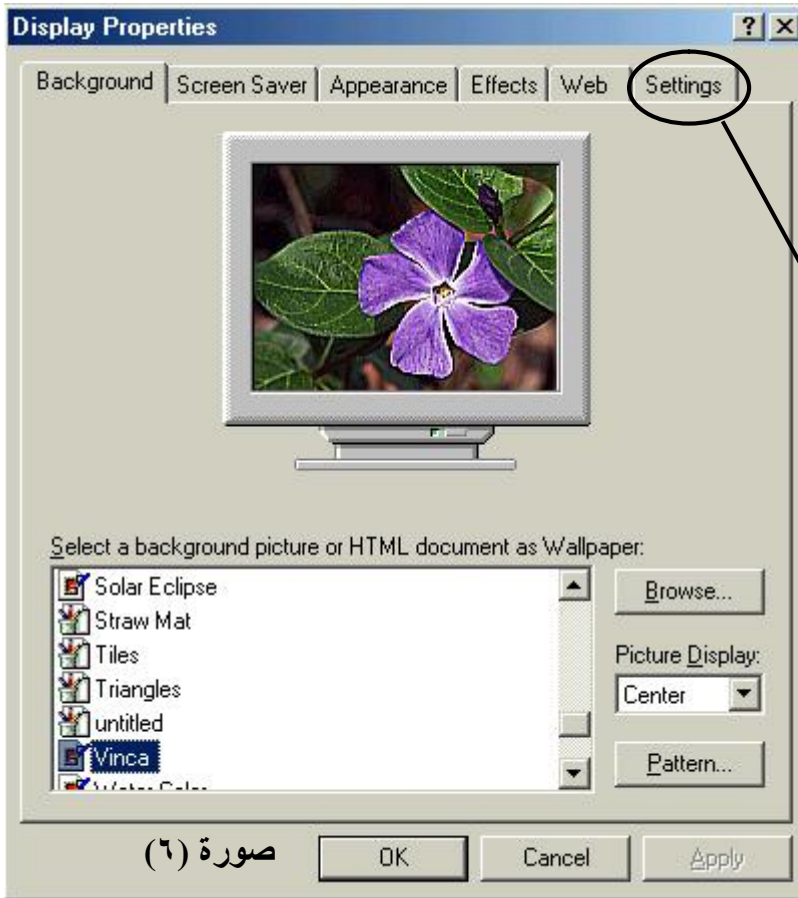 Display Properties
Background Screen Saver Appearance Effects Web Settings
Select a background picture or HTML document as Wallpaper:
Solar Eclipse
Straw Mat
Tiles
Triangles
untitled
Vinca
Browse...
Picture Display:
Center
Pattern...
صورة (٦)
OK Cancel Apply